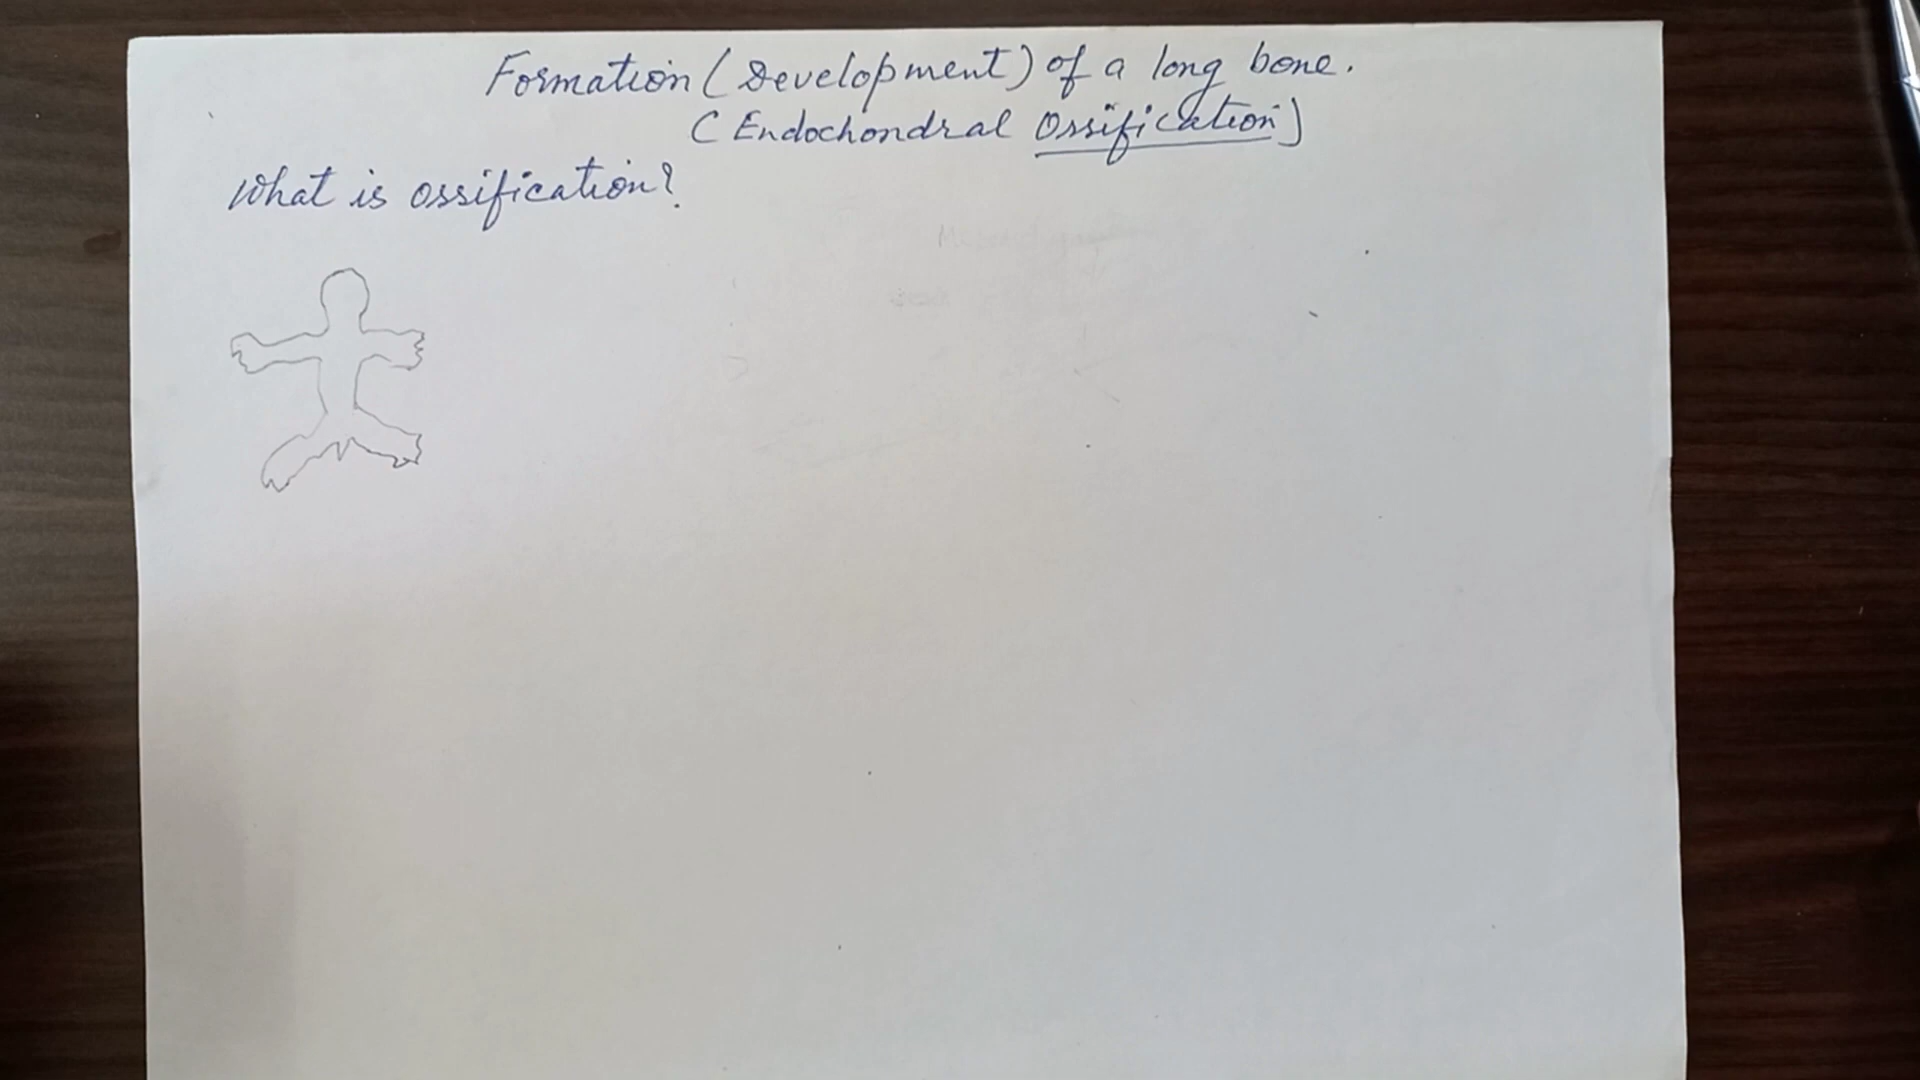 Formation (Development) of a long bone.
(Endochondral Ossification)
What is ossification?